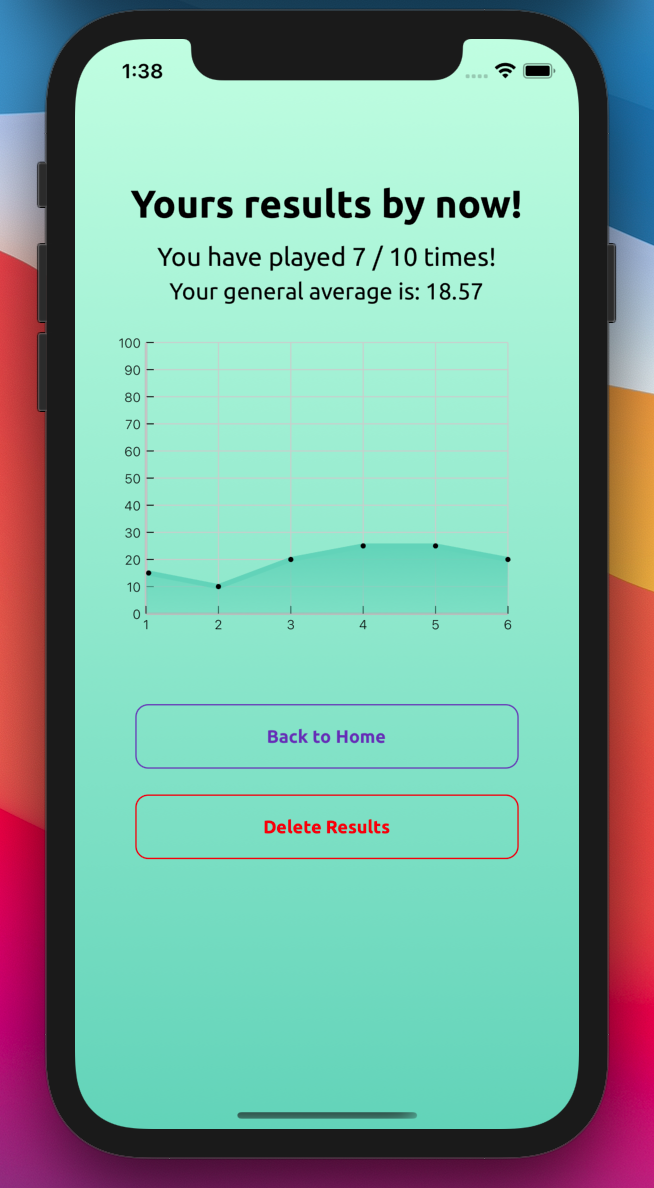 1:38
Yours results by now!
You have played 7 / 10 times!
Your general average is: 18.57
100
90
80
70
60
50
40
30
20
10
0
1 2 3 4 5 6
Back to Home
Delete Results